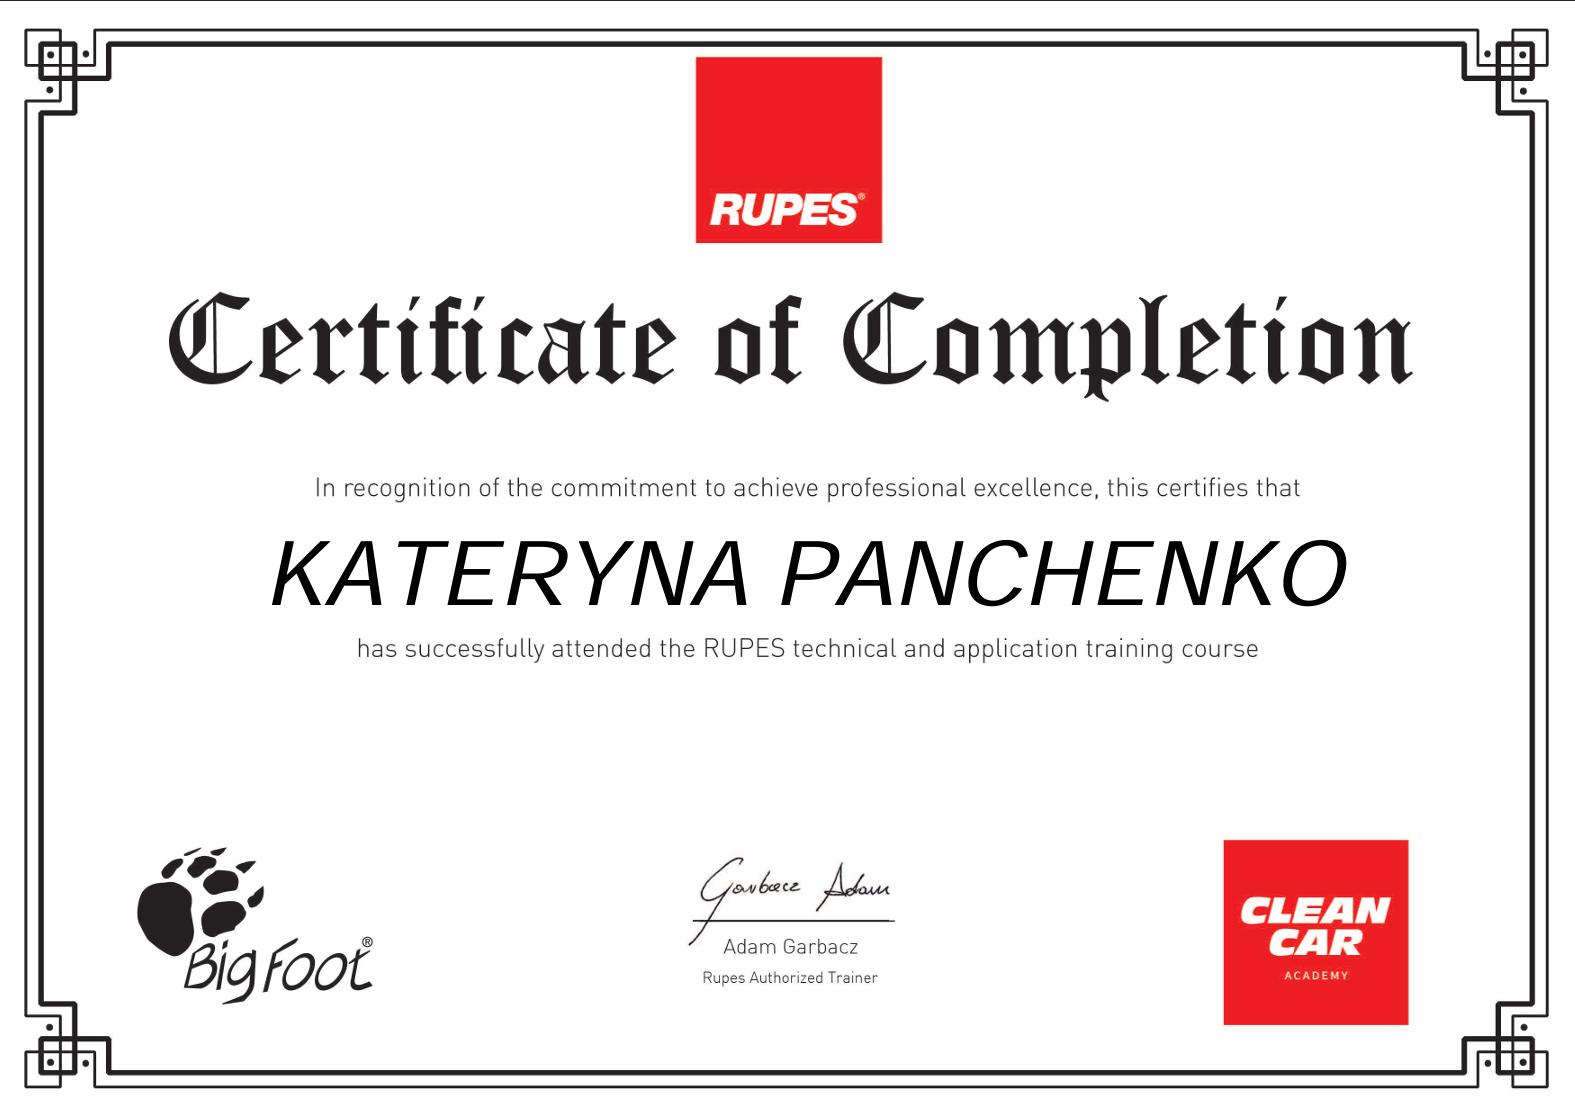 RUPES®
Certificate of Completion
In recognition of the commitment to achieve professional excellence, this certifies that
KATERYNA PANCHENKO
has successfully attended the RUPES technical and application training course
BigFoot®
Garbacz Adam
Adam Garbacz
Rupes Authorized Trainer
CLEAN
CAR
ACADEMY